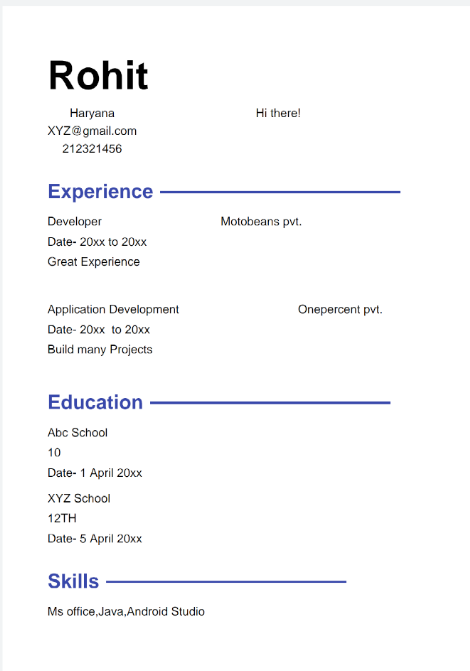 Rohit
Haryana Hi there!
XYZ@gmail.com
212321456
Experience
Developer Motobeans pvt.
Date- 20xx to 20xx
Great Experience
Application Development Onepercent pvt.
Date- 20xx to 20xx
Build many Projects
Education
Abc School
10
Date- 1 April 20xx
XYZ School
12TH
Date- 5 April 20xx
Skills
Ms office,Java,Android Studio